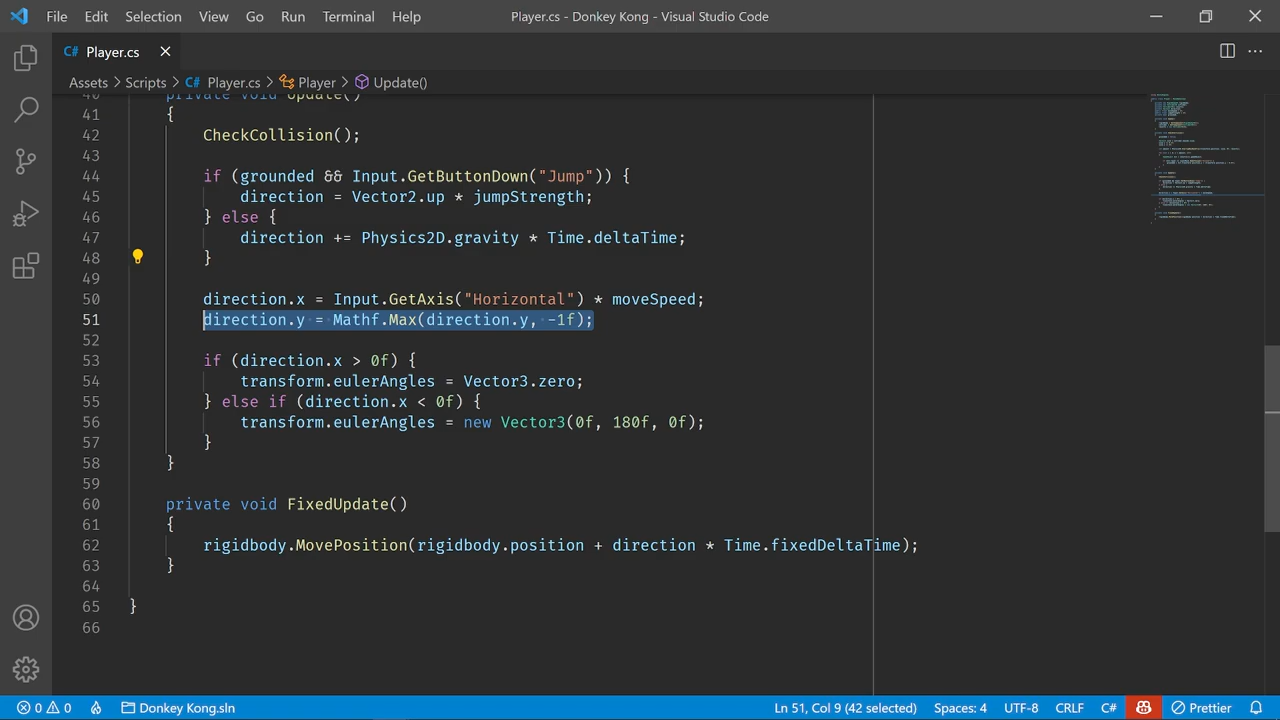 File Edit Selection View Go Run Terminal Help Player.cs - Donkey Kong - Visual Studio Code
C# Player.cs
Assets > Scripts > C# Player.cs > Player > Update()
40 private void Update()
41 {
42 CheckCollision();
43
44 if (grounded && Input.GetButtonDown("Jump")) {
45 direction = Vector2.up * jumpStrength;
46 } else {
47 direction += Physics2D.gravity * Time.deltaTime;
48 }
49
50 direction.x = Input.GetAxis("Horizontal") * moveSpeed;
51 direction.y = Mathf.Max(direction.y, -1f);
52
53 if (direction.x > 0f) {
54 transform.eulerAngles = Vector3.zero;
55 } else if (direction.x < 0f) {
56 transform.eulerAngles = new Vector3(0f, 180f, 0f);
57 }
58 }
59
60 private void FixedUpdate()
61 {
62 rigidbody.MovePosition(rigidbody.position + direction * Time.fixedDeltaTime);
63 }
64
65 }
66
0 0 Donkey Kong.sln Ln 51, Col 9 (42 selected) Spaces: 4 UTF-8 CRLF C# Prettier